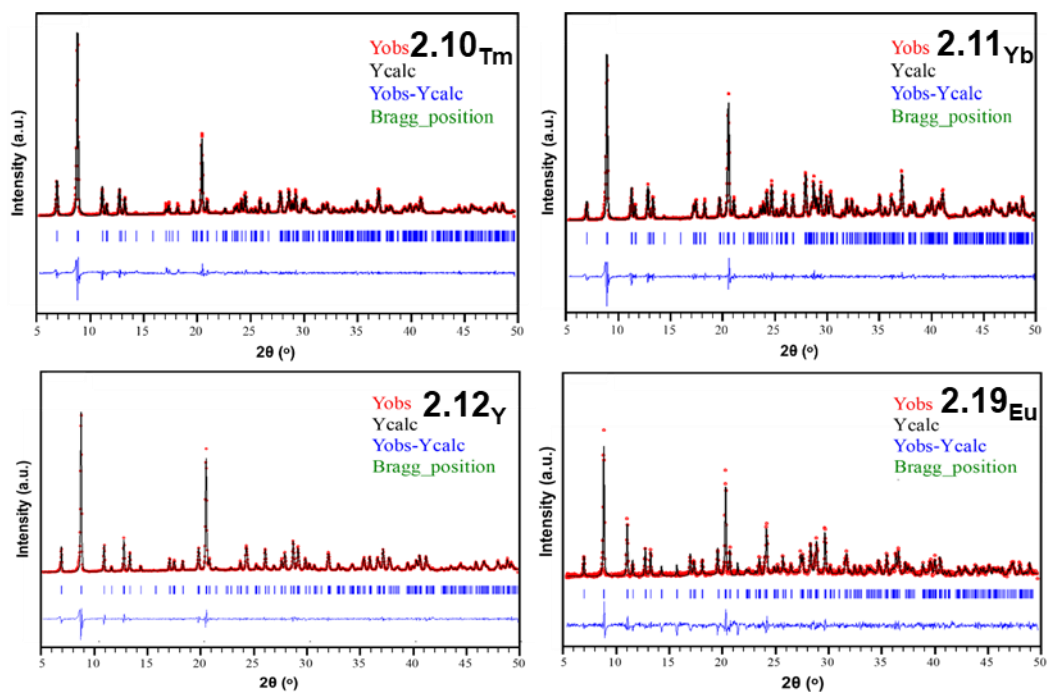 2.10Tm
Yobs
Ycalc
Yobs-Ycalc
Bragg_position
Intensity (a.u.)
5 10 15 20 25 30 35 40 45 50
2θ (º)
2.11Yb
Yobs
Ycalc
Yobs-Ycalc
Bragg_position
Intensity (a.u.)
5 10 15 20 25 30 35 40 45 50
2θ (º)
2.12Y
Yobs
Ycalc
Yobs-Ycalc
Bragg_position
Intensity (a.u.)
5 10 15 20 25 30 35 40 45 50
2θ (º)
2.19Eu
Yobs
Ycalc
Yobs-Ycalc
Bragg_position
Intensity (a.u.)
5 10 15 20 25 30 35 40 45 50
2θ (º)